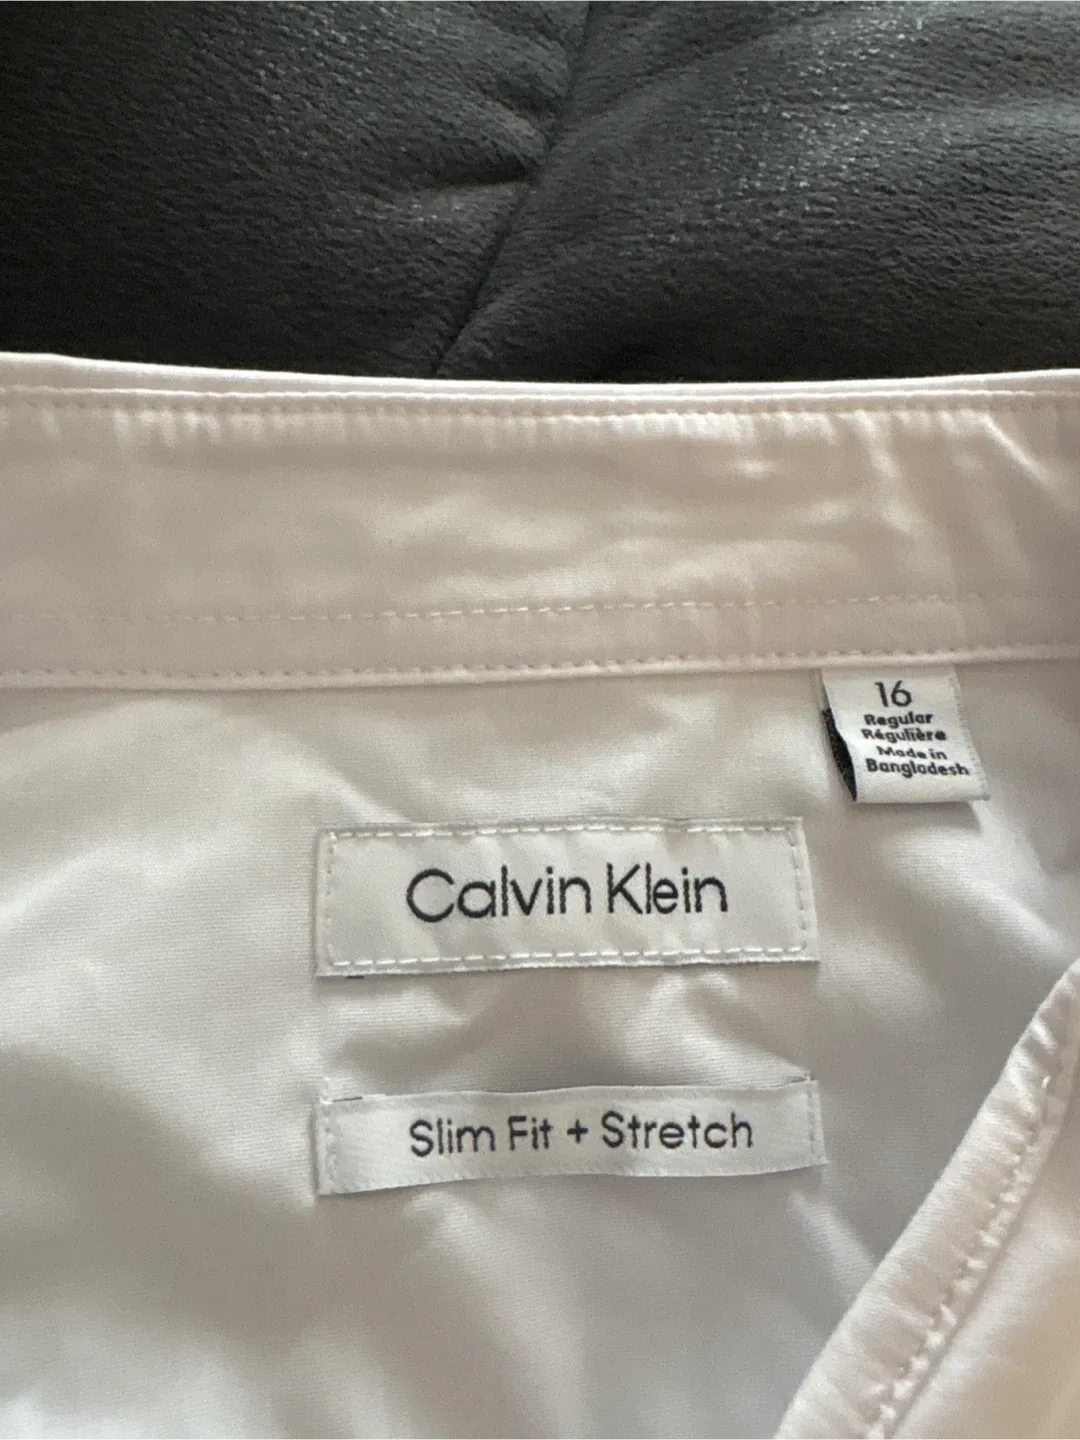 16
Regular
Régulière
Made in
Bangladesh
Calvin Klein
Slim Fit + Stretch